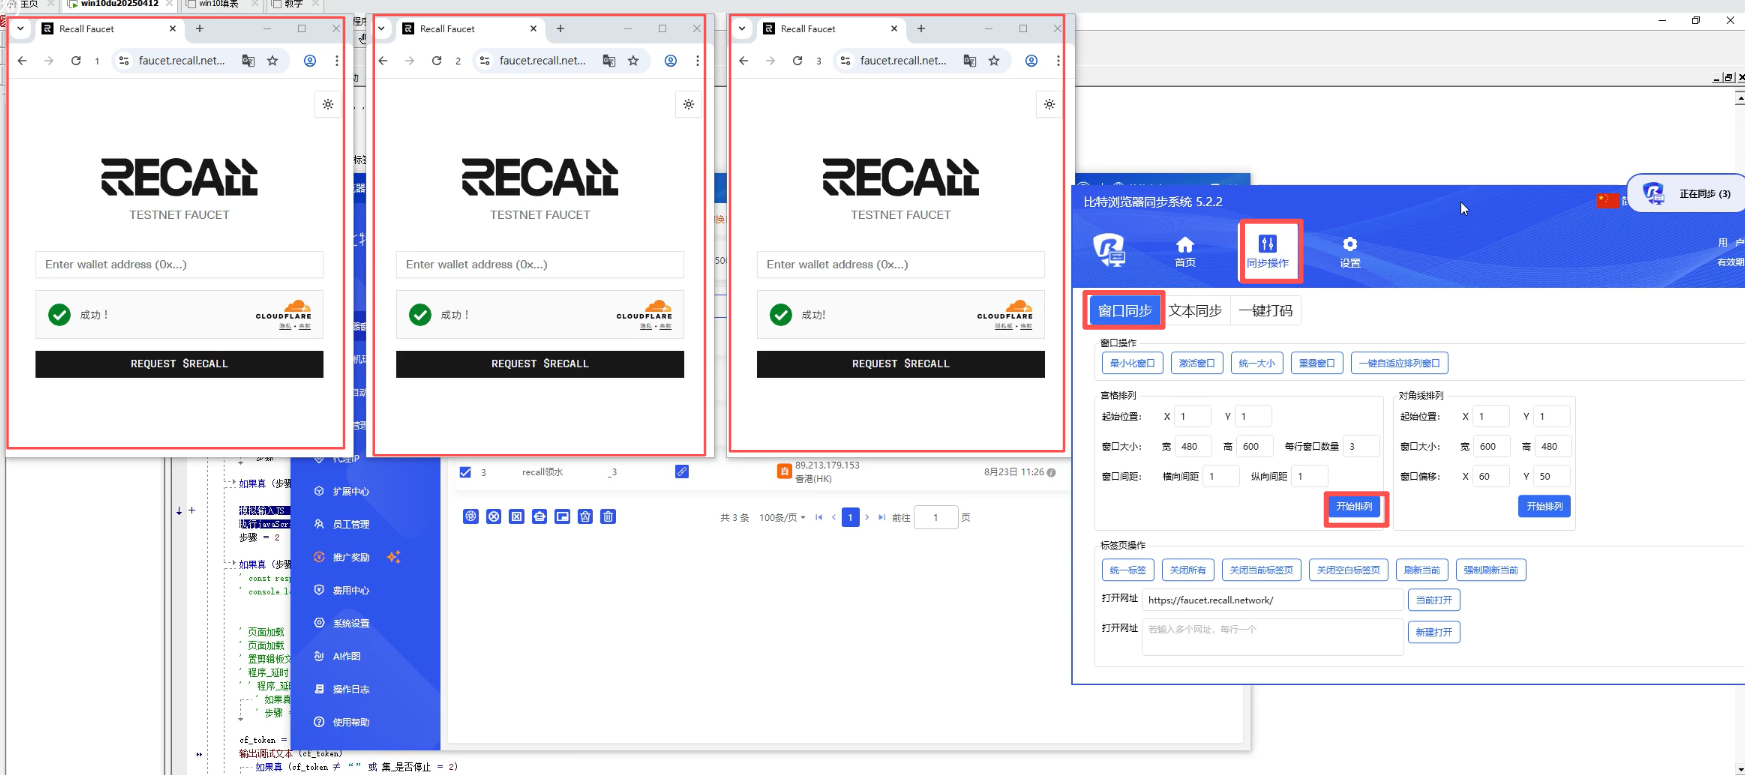 主页
win10du20250412
win10填表
教学
Recall Faucet
1
faucet.recall.net...
RECALL
TESTNET FAUCET
Enter wallet address (0x...)
成功！
CLOUDFLARE
REQUEST $RECALL
Recall Faucet
2
faucet.recall.net...
RECALL
TESTNET FAUCET
Enter wallet address (0x...)
成功！
CLOUDFLARE
REQUEST $RECALL
Recall Faucet
3
faucet.recall.net...
RECALL
TESTNET FAUCET
Enter wallet address (0x...)
成功!
CLOUDFLARE
REQUEST $RECALL
比特浏览器同步系统 5.2.2
正在同步 (3)
首页
同步操作
设置
用 户
有效期
窗口同步
文本同步
一键打码
窗口操作
最小化窗口
激活窗口
统一大小
重叠窗口
一键自适应排列窗口
宫格排列
起始位置: X 1 Y 1
窗口大小: 宽 480 高 600 每行窗口数量 3
窗口间距: 横向间距 1 纵向间距 1
开始排列
对角线排列
起始位置: X 1 Y 1
窗口大小: 宽 600 高 480
窗口偏移: X 60 Y 50
开始排列
标签页操作
统一标签
关闭所有
关闭当前标签页
关闭空白标签页
刷新当前
强制刷新当前
打开网址 https://faucet.recall.network/ 当前打开
打开网址 若输入多个网址，每行一个 新建打开
3 recall领水 _3 89.213.179.153
香港(HK)
8月23日 11:26
共 3 条 100条/页 1 前往 1 页
扩展中心
员工管理
推广奖励
费用中心
系统设置
AI作图
操作日志
使用帮助
步骤 = 2
' const resp
' console.lo
' 页面加载
' 页面加载
' 置剪辑板文
' 程序_延时
' 如果真
' 步骤
cf_token =
输出调试文本 (cf_token)
如果真 (cf_token ≠ “” 或 集_是否停止 = 2)